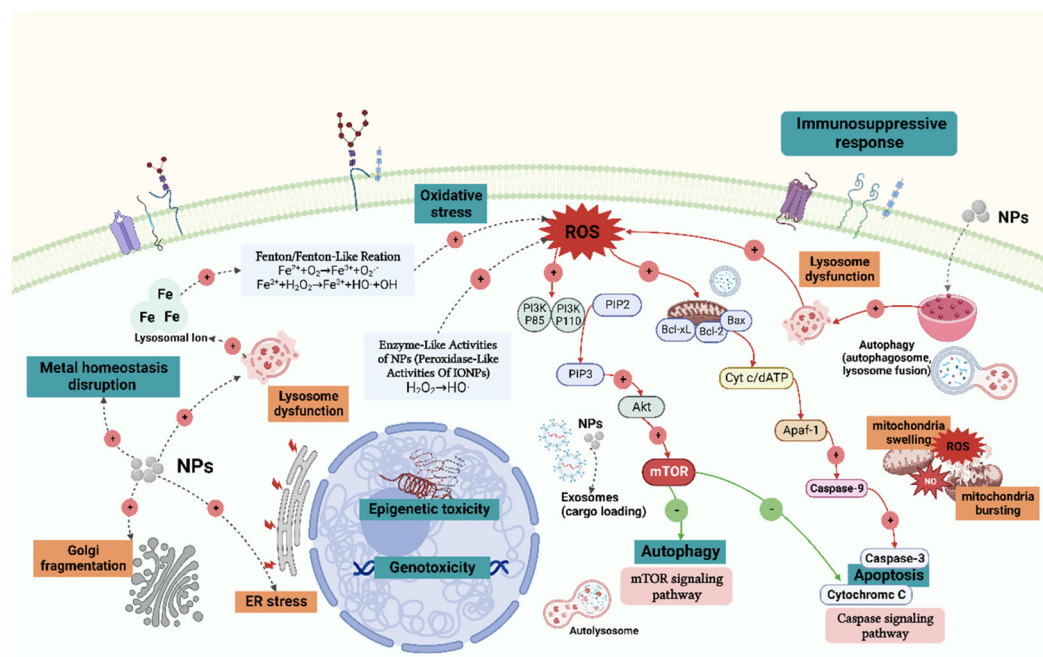 Immunosuppressive
response
NPs
Oxidative
stress
ROS
Lysosome
dysfunction
Fenton/Fenton-Like Reation
Fe²⁺+O₂→Fe³⁺+O₂·⁻
Fe²⁺+H₂O₂→Fe³⁺+HO·+OH
Fe
Fe Fe
Lysosomal Ion
PI3K
P85
PI3K
P110
PIP2
Bcl-xL
Bcl-2
Bax
Autophagy
(autophagosome,
lysosome fusion)
Enzyme-Like Activities
of NPs (Peroxidase-Like
Activities Of IONPs)
H₂O₂→HO·
Metal homeostasis
disruption
Lysosome
dysfunction
PIP3
Cyt c/dATP
Akt
Apaf-1
NPs
mitochondria
swelling
ROS
NO
mitochondria
bursting
NPs
mTOR
Exosomes
(cargo loading)
Caspase-9
Epigenetic toxicity
Genotoxicity
Golgi
fragmentation
ER stress
Autophagy
mTOR signaling
pathway
Autolysosome
Caspase-3
Apoptosis
Cytochromc C
Caspase signaling
pathway